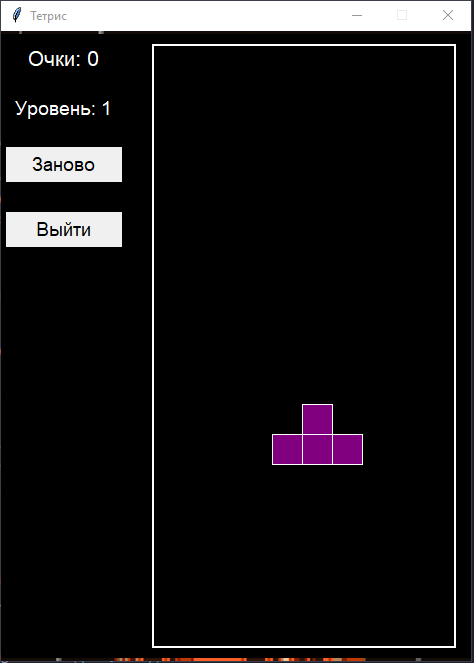 Тетрис
Очки: 0
Уровень: 1
Заново
Выйти